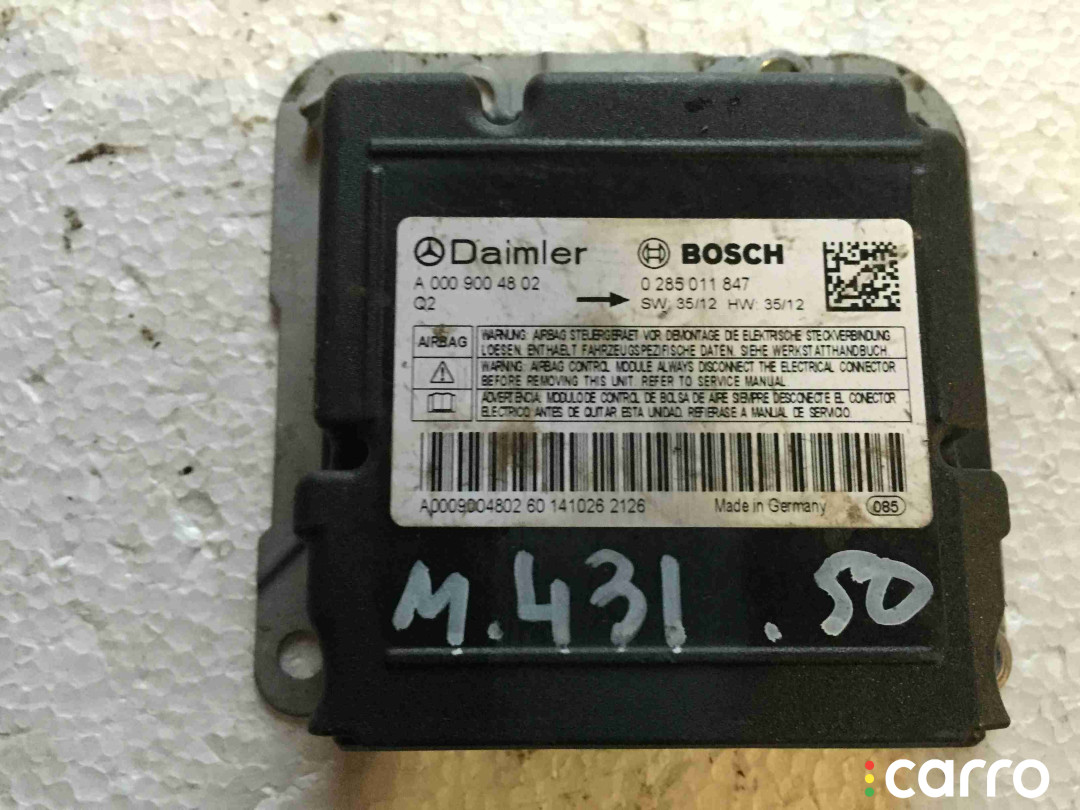 Daimler
BOSCH
A 000 900 48 02
0 285 011 847
Q2
SW: 35/12 HW: 35/12
AIRBAG
WARNUNG: AIRBAG STEUERGERAET VOR DEMONTAGE DIE ELEKTRISCHE STECKVERBINDUNG
LOESEN. ENTHAELT FAHRZEUGSPEZIFISCHE DATEN. SIEHE WERKSTATTHANDBUCH.
WARNING: AIRBAG CONTROL MODULE ALWAYS DISCONNECT THE ELECTRICAL CONNECTOR
BEFORE REMOVING THIS UNIT. REFER TO SERVICE MANUAL
ADVERTENCIA: MODULO DE CONTROL DE BOLSA DE AIRE SIEMPRE DESCONECTE EL CONECTOR
ELECTRICO ANTES DE QUITAR ESTA UNIDAD. REFIERASE A MANUAL DE SERVICIO.
A0009004802 60 141026 2126
Made in Germany
085
M.431 .50
carro